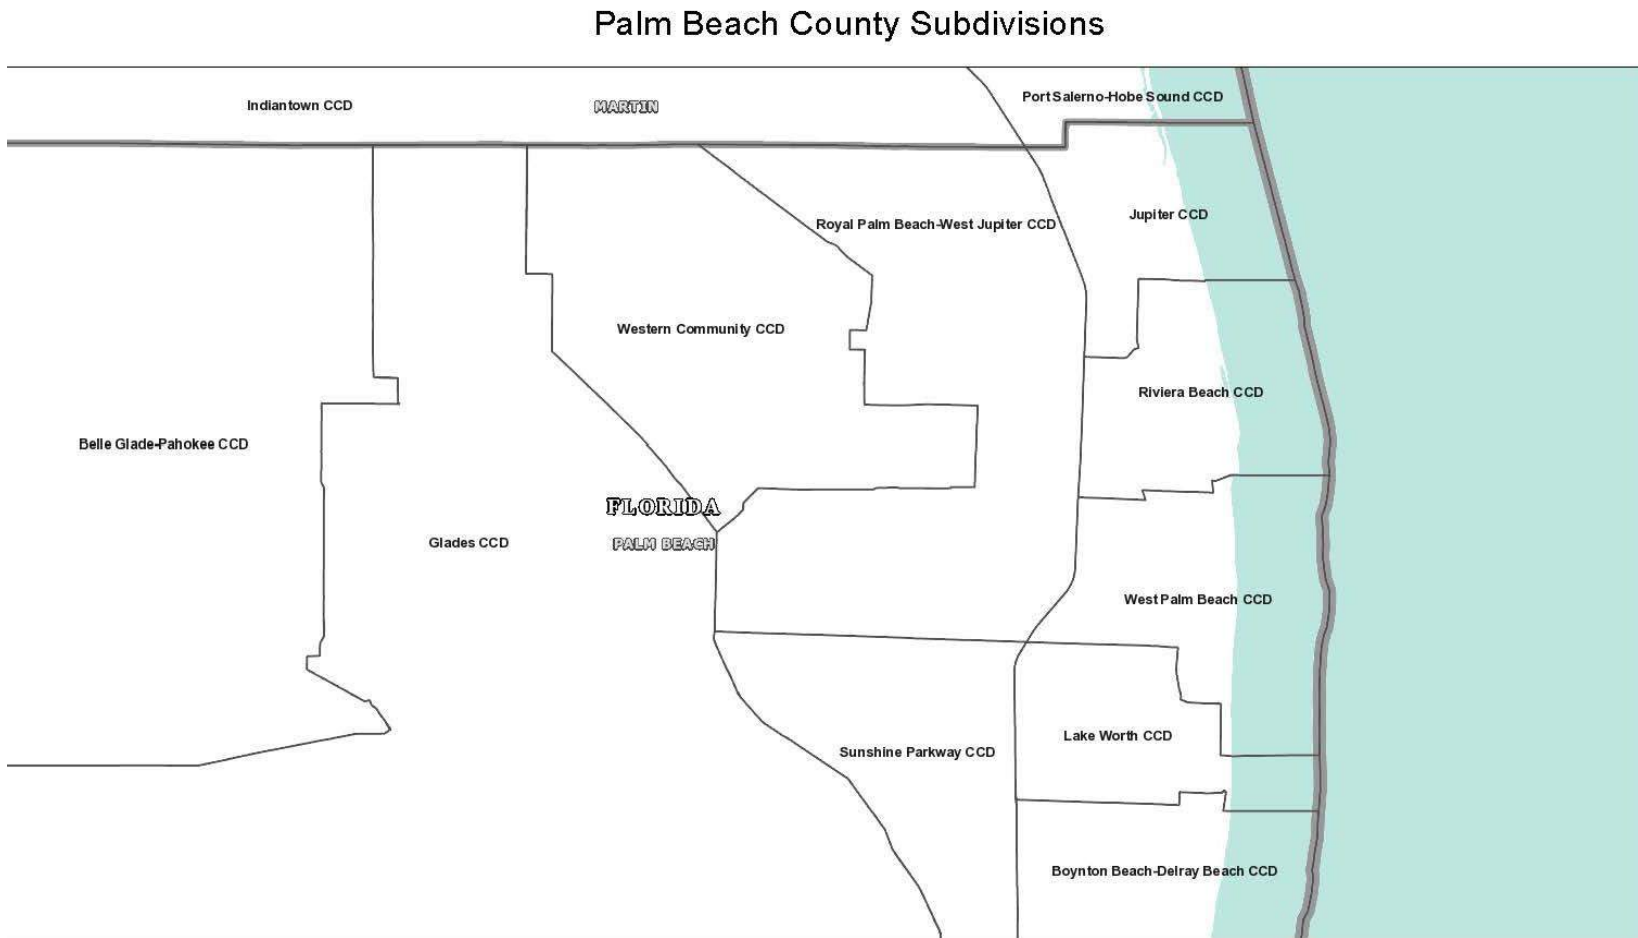 Palm Beach County Subdivisions
Port Salerno-Hobe Sound CCD
Indiantown CCD
MARTIN
Jupiter CCD
Royal Palm Beach-West Jupiter CCD
Western Community CCD
Riviera Beach CCD
Belle Glade-Pahokee CCD
FLORIDA
Glades CCD
PALM BEACH
West Palm Beach CCD
Lake Worth CCD
Sunshine Parkway CCD
Boynton Beach-Delray Beach CCD